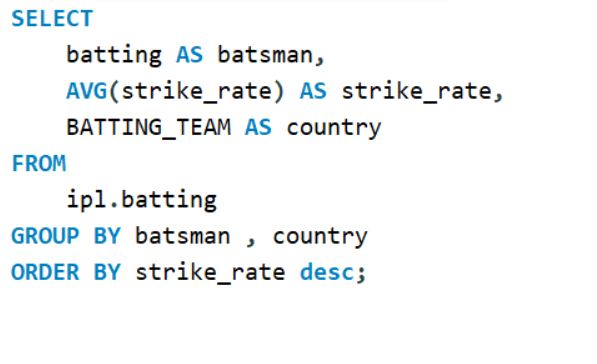 SELECT
batting AS batsman,
AVG(strike_rate) AS strike_rate,
BATTING_TEAM AS country
FROM
ipl.batting
GROUP BY batsman , country
ORDER BY strike_rate desc;